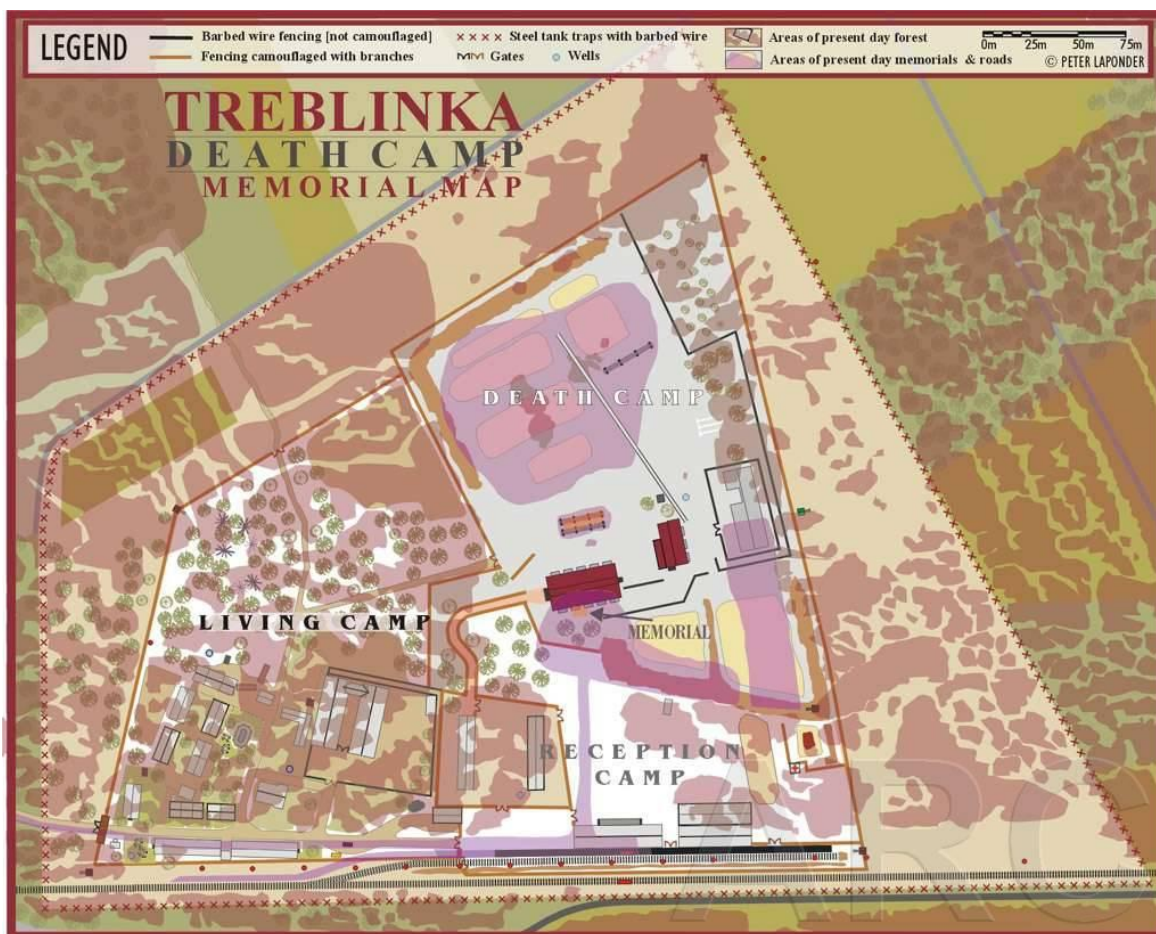 LEGEND
Barbed wire fencing [not camouflaged]
Fencing camouflaged with branches
Steel tank traps with barbed wire
Gates
Wells
Areas of present day forest
Areas of present day memorials & roads
0m 25m 50m 75m
© PETER LAPONDER
TREBLINKA
DEATH CAMP
MEMORIAL MAP
DEATH CAMP
LIVING CAMP
MEMORIAL
RECEPTION
CAMP
ARC